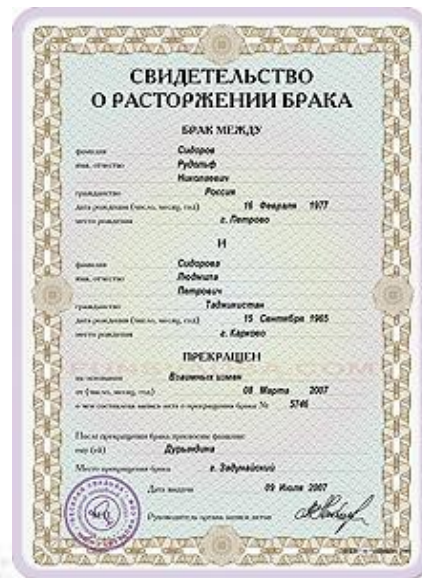 СВИДЕТЕЛЬСТВО
О РАСТОРЖЕНИИ БРАКА
БРАК МЕЖДУ
фамилия Сидоров
имя, отчество Рудольф
Николаевич
гражданство Россия
дата рождения (число, месяц, год) 16 Февраля 1977
место рождения г. Петрово
И
фамилия Сидорова
имя, отчество Людмила
Петрович
гражданство Таджикистан
дата рождения (число, месяц, год) 15 Сентября 1965
место рождения г. Карково
ПРЕКРАЩЕН
на основании Взаимных измен
от (число, месяц, год) 08 Марта 2007
о чем составлена запись акта о прекращении брака № 5746
После прекращения брака присвоены фамилии:
ему (ей) Дурындина
Место прекращения брака г. Задунайский
Дата выдачи 09 Июля 2007
Руководитель органа записи актов